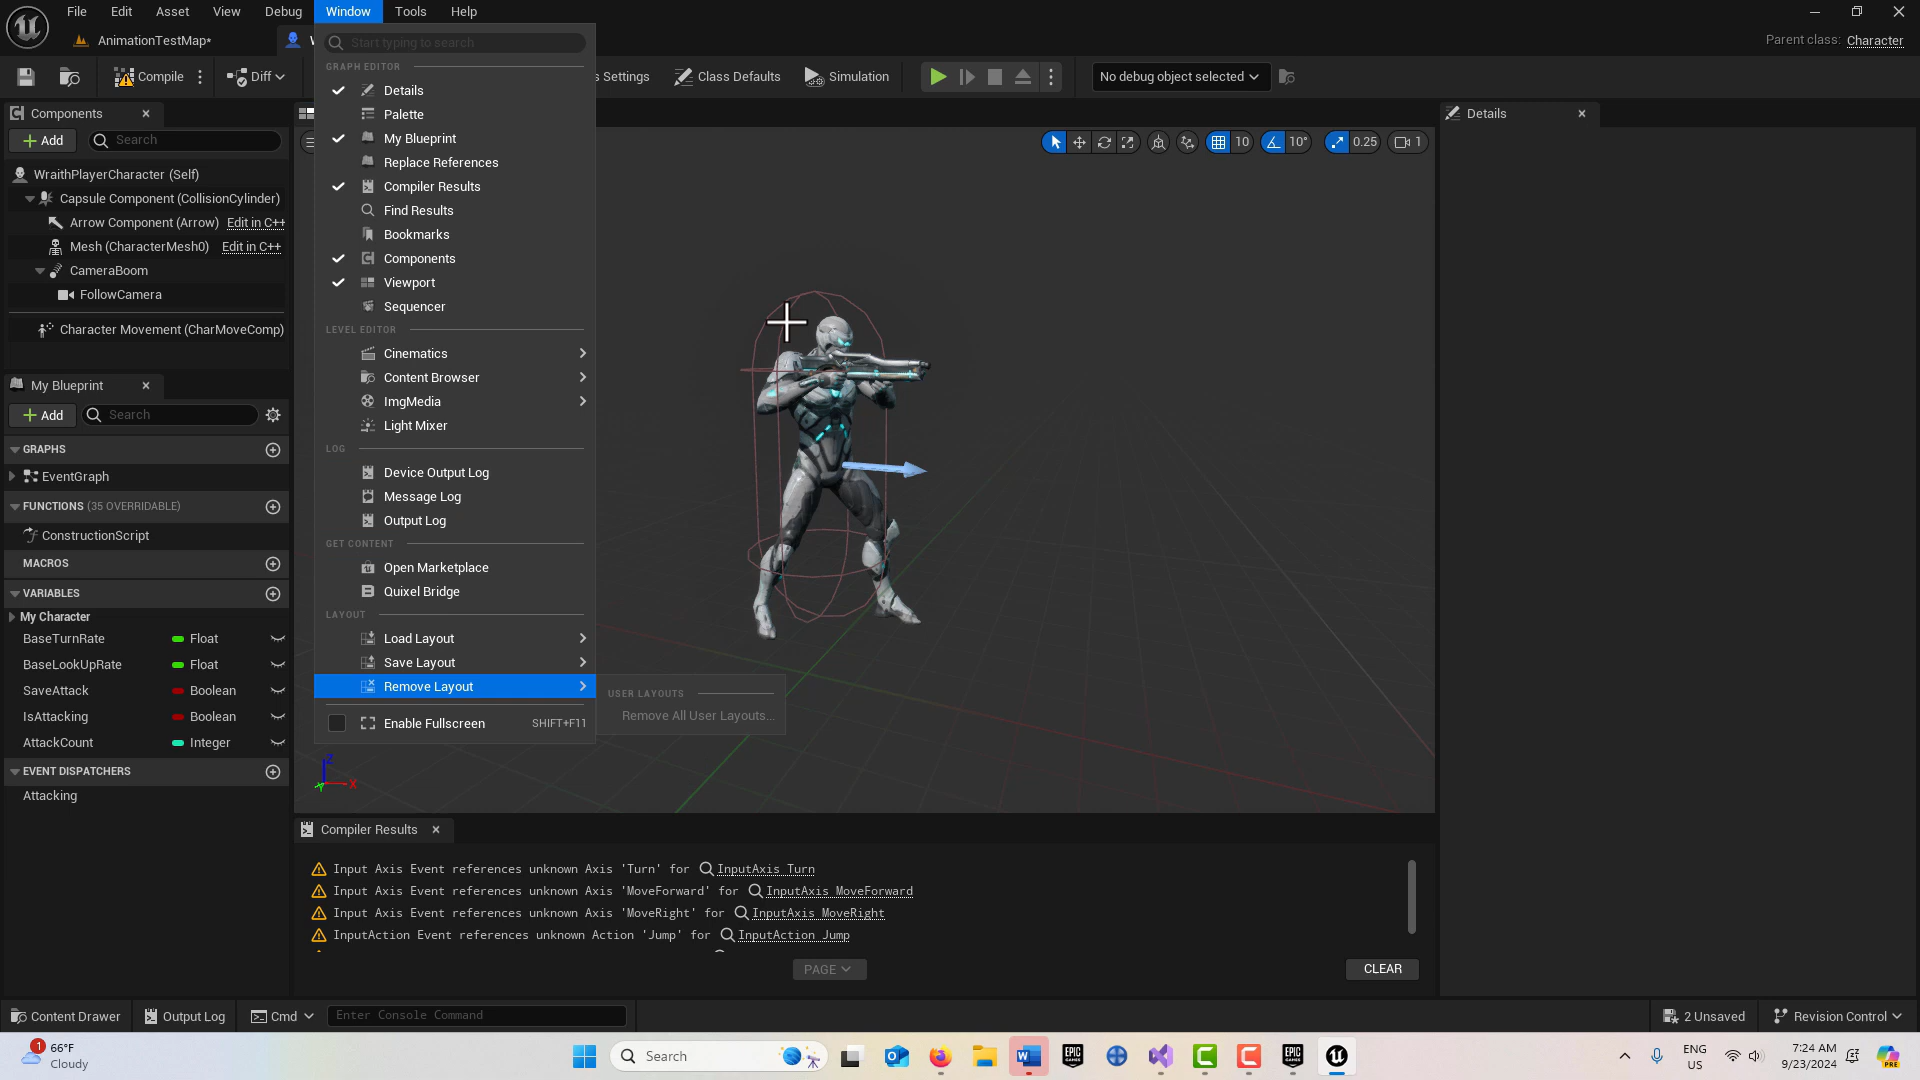 File Edit Asset View Debug Window Tools Help
AnimationTestMap*
Parent class: Character
Compile Diff s Settings Class Defaults Simulation No debug object selected
Components
Add Search
WraithPlayerCharacter (Self)
Capsule Component (CollisionCylinder)
Arrow Component (Arrow) Edit in C++
Mesh (CharacterMesh0) Edit in C++
CameraBoom
FollowCamera
Character Movement (CharMoveComp)
My Blueprint
Add Search
GRAPHS
EventGraph
FUNCTIONS (35 OVERRIDABLE)
ConstructionScript
MACROS
VARIABLES
My Character
BaseTurnRate Float
BaseLookUpRate Float
SaveAttack Boolean
IsAttacking Boolean
AttackCount Integer
EVENT DISPATCHERS
Attacking
Start typing to search
GRAPH EDITOR
Details
Palette
My Blueprint
Replace References
Compiler Results
Find Results
Bookmarks
Components
Viewport
Sequencer
LEVEL EDITOR
Cinematics
Content Browser
ImgMedia
Light Mixer
LOG
Device Output Log
Message Log
Output Log
GET CONTENT
Open Marketplace
Quixel Bridge
LAYOUT
Load Layout
Save Layout
Remove Layout
Enable Fullscreen SHIFT+F11
USER LAYOUTS
Remove All User Layouts...
10 10° 0.25 1
Z
X
Y
Details
Compiler Results
Input Axis Event references unknown Axis 'Turn' for InputAxis Turn
Input Axis Event references unknown Axis 'MoveForward' for InputAxis MoveForward
Input Axis Event references unknown Axis 'MoveRight' for InputAxis MoveRight
InputAction Event references unknown Action 'Jump' for InputAction Jump
PAGE CLEAR
Content Drawer Output Log Cmd Enter Console Command 2 Unsaved Revision Control
1
66°F
Cloudy
Search
EPIC GAMES
EPIC GAMES
ENG
US
7:24 AM
9/23/2024
PRE